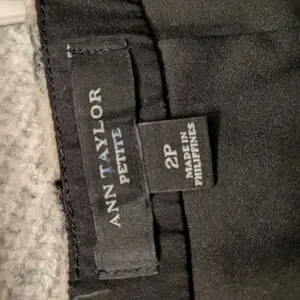 ANN TAYLOR
PETITE
2P
MADE IN
PHILIPPINES